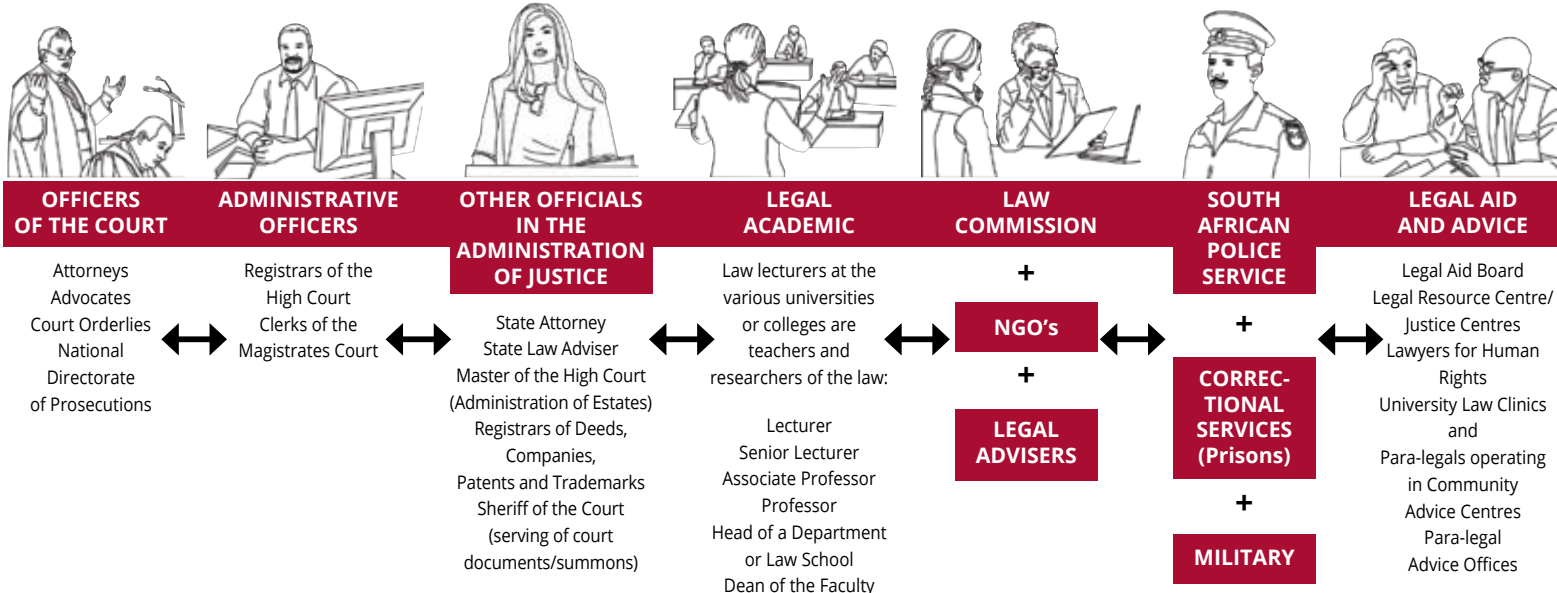 OFFICERS
OF THE COURT
Attorneys
Advocates
Court Orderlies
National
Directorate
of Prosecutions
ADMINISTRATIVE
OFFICERS
Registrars of the
High Court
Clerks of the
Magistrates Court
OTHER OFFICIALS
IN THE
ADMINISTRATION
OF JUSTICE
State Attorney
State Law Adviser
Master of the High Court
(Administration of Estates)
Registrars of Deeds,
Companies,
Patents and Trademarks
Sheriff of the Court
(serving of court
documents/summons)
LEGAL
ACADEMIC
Law lecturers at the
various universities
or colleges are
teachers and
researchers of the law:
Lecturer
Senior Lecturer
Associate Professor
Professor
Head of a Department
or Law School
Dean of the Faculty
LAW
COMMISSION
+
NGO's
+
LEGAL
ADVISERS
SOUTH
AFRICAN
POLICE
SERVICE
+
CORREC-
TIONAL
SERVICES
(Prisons)
+
MILITARY
LEGAL AID
AND ADVICE
Legal Aid Board
Legal Resource Centre/
Justice Centres
Lawyers for Human
Rights
University Law Clinics
and
Para-legals operating
in Community
Advice Centres
Para-legal
Advice Offices